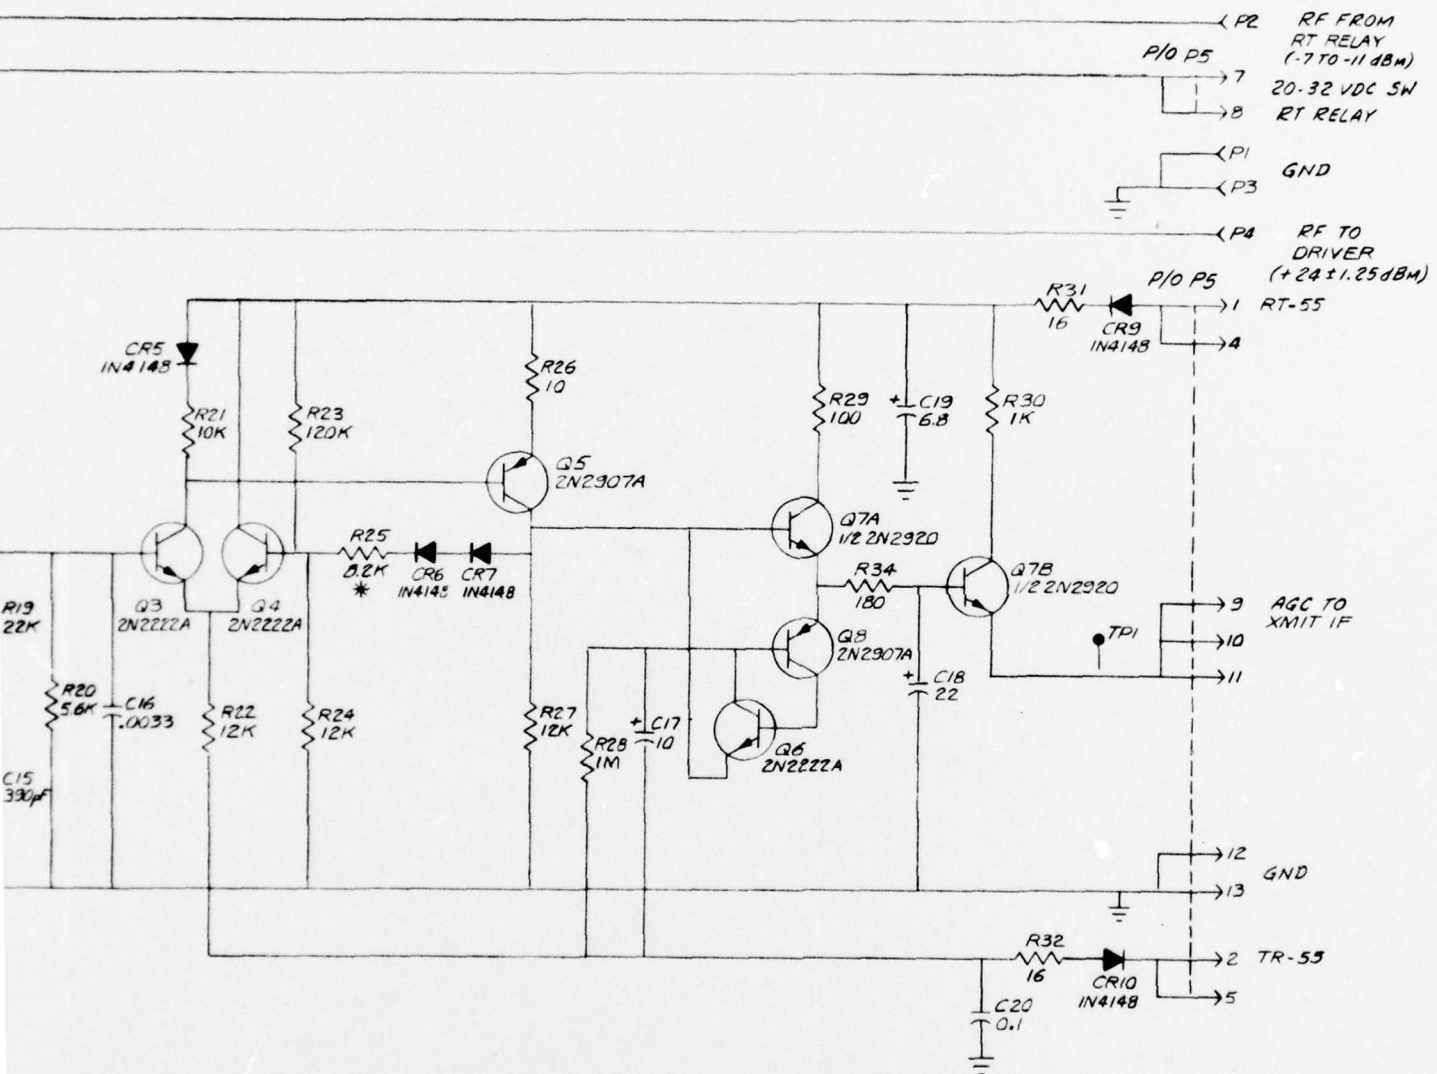 P2 RF FROM
RT RELAY
(-7 TO -11 dBM)
P/O P5
7 20-32 VDC SW
8 RT RELAY
P1
GND
P3
P4 RF TO
DRIVER
(+24 ± 1.25 dBM)
P/O P5
R31
16
CR9
1N4148
1 RT-55
4
CR5
1N4148
R21
10K
R23
120K
R26
10
R29
100
+ C19
6.8
R30
1K
Q5
2N2907A
Q7A
1/2 2N2920
R25
8.2K
*
CR6
1N4148
CR7
1N4148
R34
180
Q7B
1/2 2N2920
Q3
2N2222A
Q4
2N2222A
R19
22K
Q8
2N2907A
TP1
9 AGC TO
XMIT IF
10
11
R20
5.6K
C16
.0033
R22
12K
R24
12K
R27
12K
R28
1M
+ C17
10
Q6
2N2222A
+ C18
22
C15
390pF
12
GND
13
R32
16
CR10
1N4148
2 TR-55
5
C20
0.1